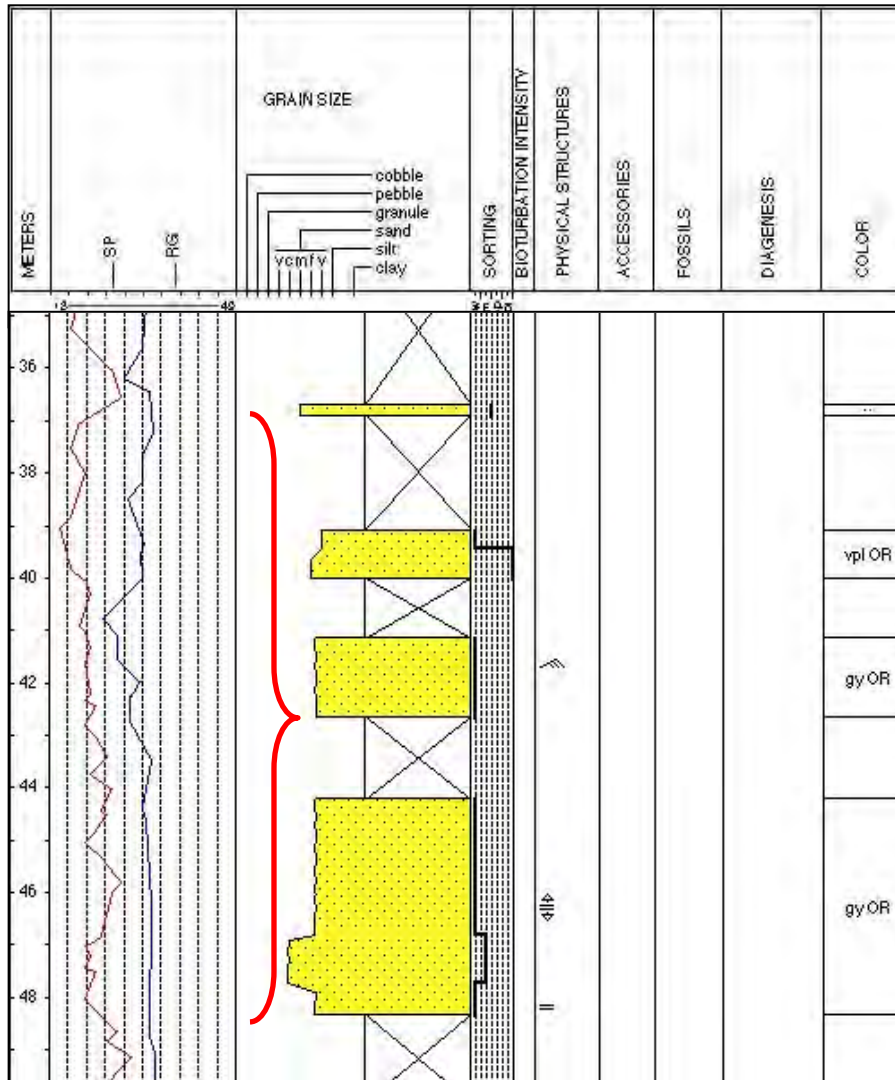 GRAIN SIZE
cobble
pebble
granule
sand
vcmfv
silt
clay
METERS
SP
RG
SORTING
BIOTURBATION INTENSITY
PHYSICAL STRUCTURES
ACCESSORIES
FOSSILS
DIAGENESIS
COLOR
36
38
vpl OR
40
42
gy OR
44
46
gy OR
48